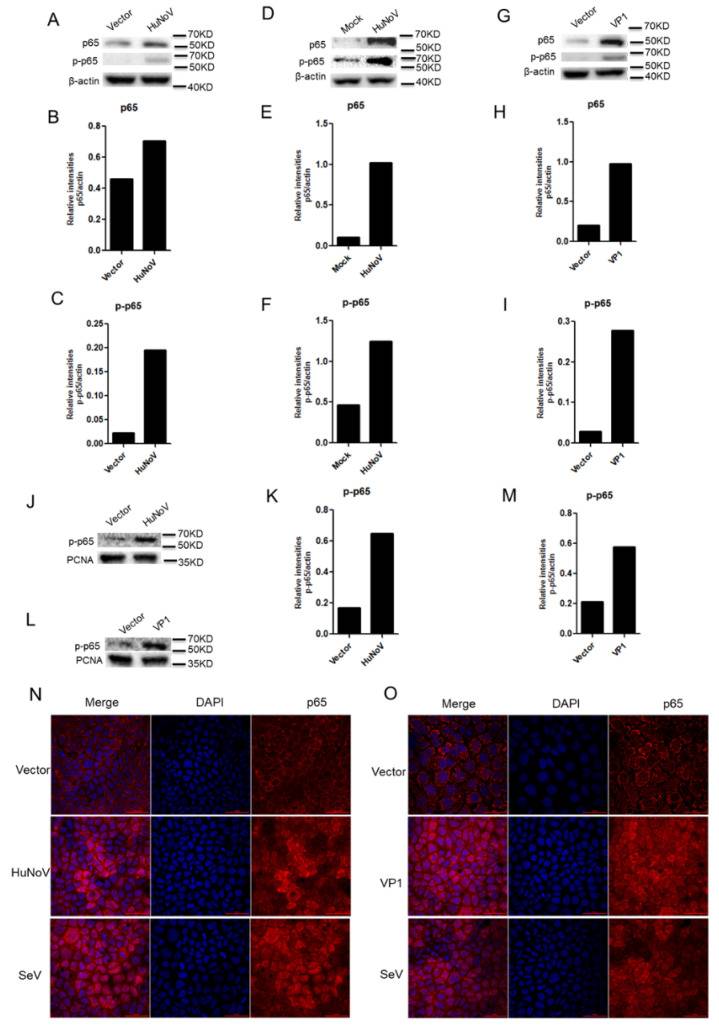 A
Vector
HuNoV
p65
p-p65
β-actin
70KD
50KD
70KD
50KD
40KD
D
Mock
HuNoV
p65
p-p65
β-actin
70KD
50KD
70KD
50KD
40KD
G
Vector
VP1
p65
p-p65
β-actin
70KD
50KD
70KD
50KD
40KD
B
p65
Relative intensities
p65/actin
0.8
0.6
0.4
0.2
0.0
Vector
HuNoV
E
p65
Relative intensities
p65/actin
1.5
1.0
0.5
0.0
Mock
HuNoV
H
p65
Relative intensities
p65/actin
1.5
1.0
0.5
0.0
Vector
VP1
C
p-p65
Relative intensities
p-p65/actin
0.25
0.20
0.15
0.10
0.05
0.00
Vector
HuNoV
F
p-p65
Relative intensities
p-p65/actin
1.5
1.0
0.5
0.0
Mock
HuNoV
I
p-p65
Relative intensities
p-p65/actin
0.3
0.2
0.1
0.0
Vector
VP1
J
Vector
HuNoV
p-p65
PCNA
70KD
50KD
35KD
K
p-p65
Relative intensities
p-p65/actin
0.8
0.6
0.4
0.2
0.0
Vector
HuNoV
M
p-p65
Relative intensities
p-p65/actin
0.8
0.6
0.4
0.2
0.0
Vector
VP1
L
Vector
VP1
p-p65
PCNA
70KD
50KD
35KD
N
Merge DAPI p65
Vector
HuNoV
SeV
O
Merge DAPI p65
Vector
VP1
SeV